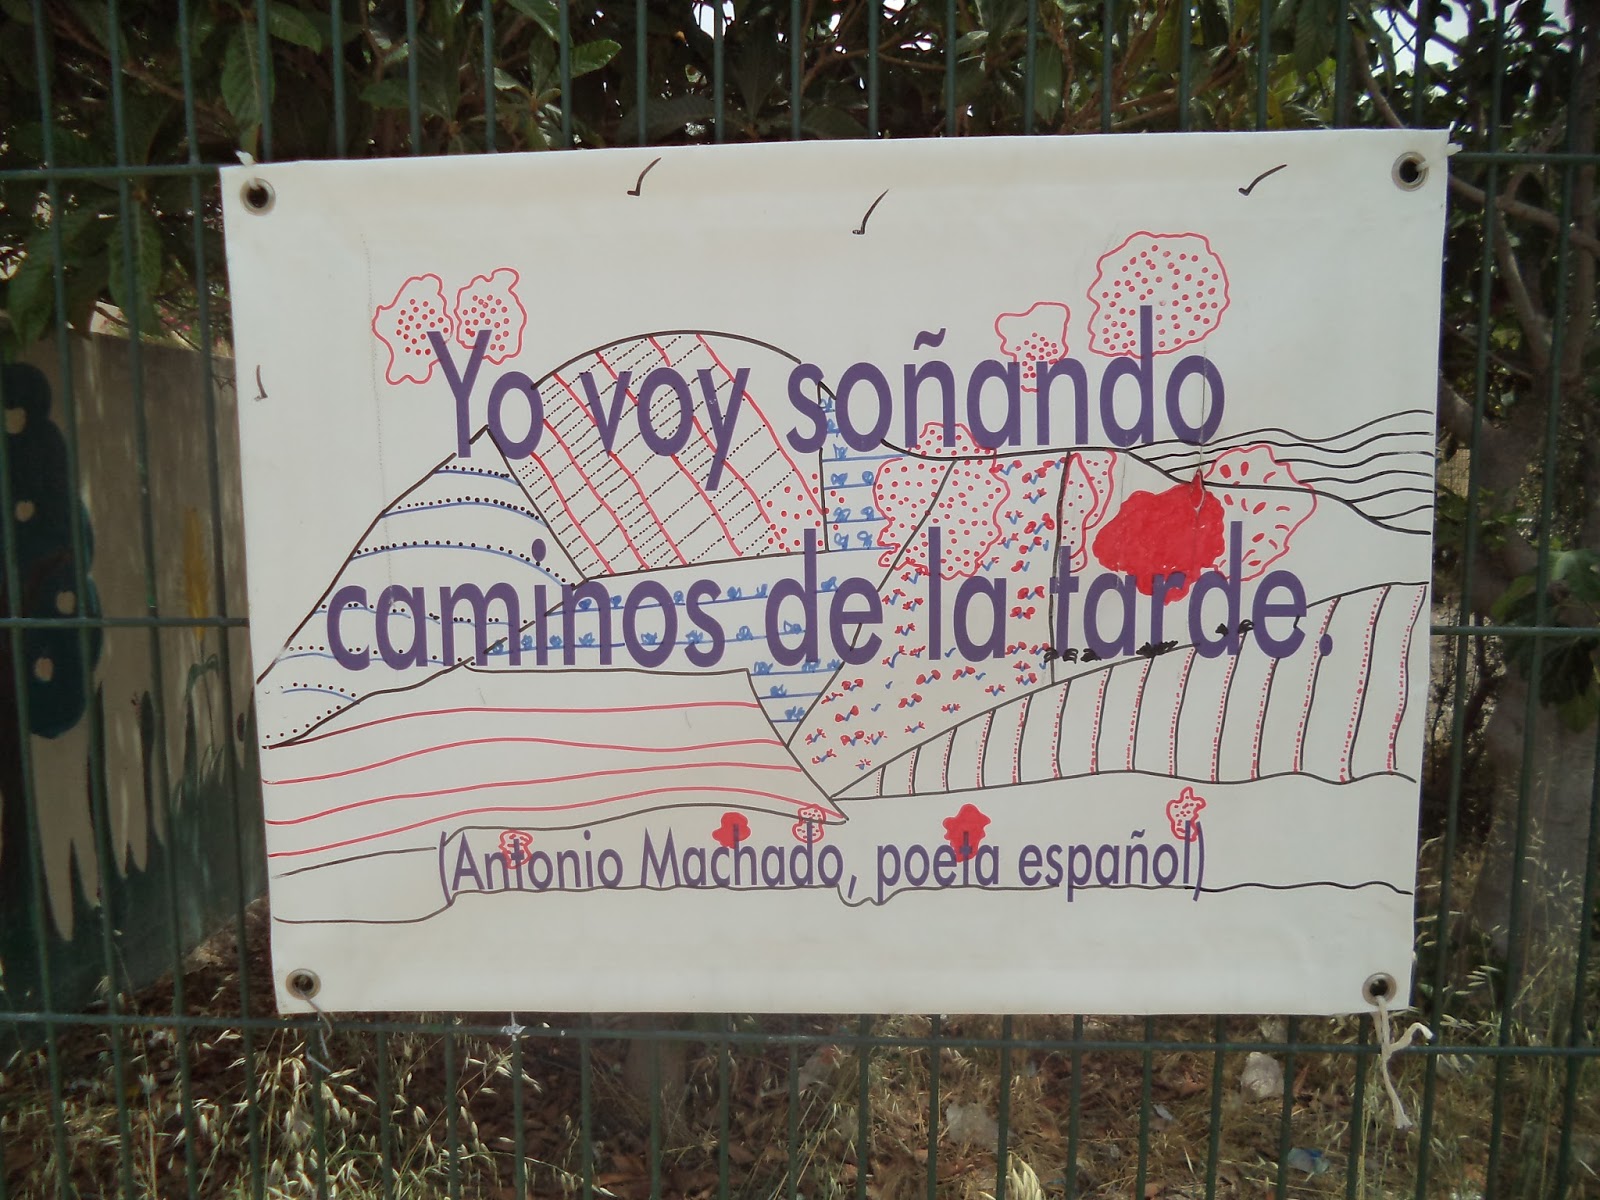 Yo voy soñando
caminos de la tarde.
(Antonio Machado, poeta español)